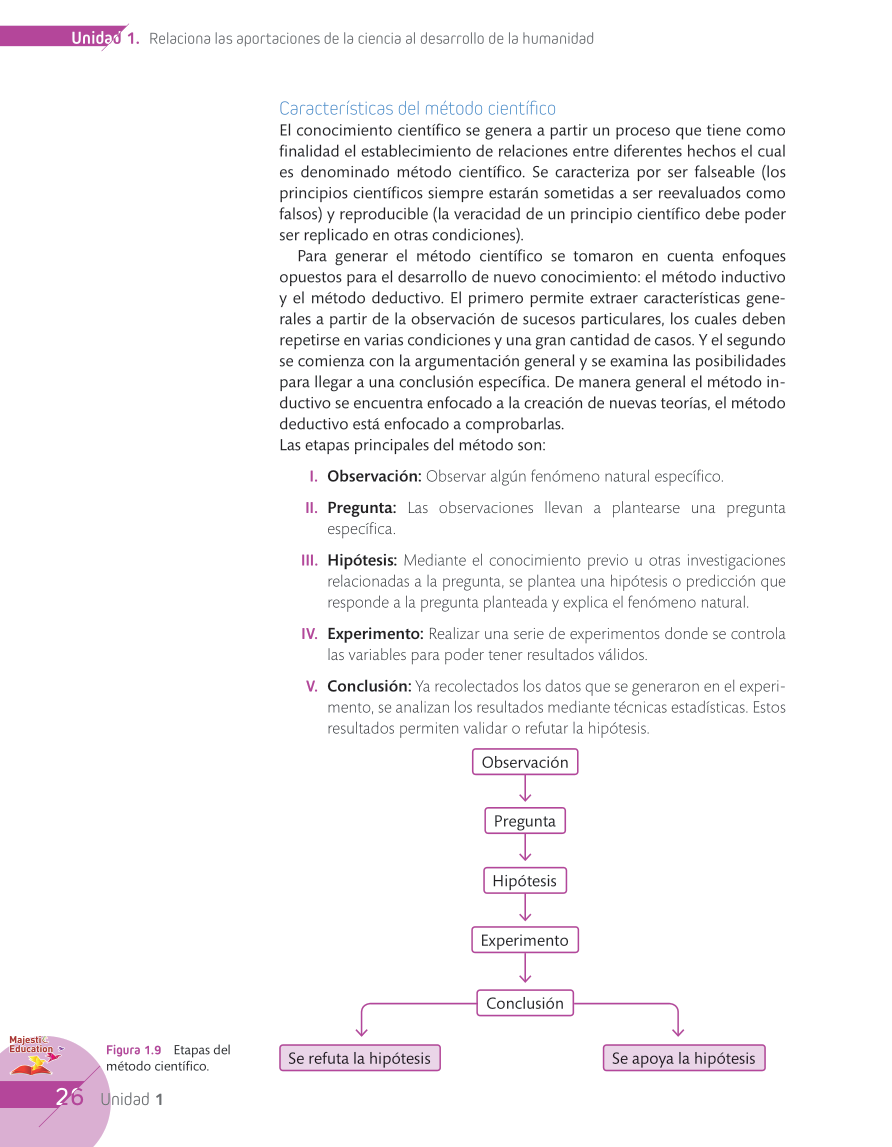 Unidad 1. Relaciona las aportaciones de la ciencia al desarrollo de la humanidad
Características del método científico
El conocimiento científico se genera a partir un proceso que tiene como
finalidad el establecimiento de relaciones entre diferentes hechos el cual
es denominado método científico. Se caracteriza por ser falseable (los
principios científicos siempre estarán sometidas a ser reevaluados como
falsos) y reproducible (la veracidad de un principio científico debe poder
ser replicado en otras condiciones).
Para generar el método científico se tomaron en cuenta enfoques
opuestos para el desarrollo de nuevo conocimiento: el método inductivo
y el método deductivo. El primero permite extraer características gene-
rales a partir de la observación de sucesos particulares, los cuales deben
repetirse en varias condiciones y una gran cantidad de casos. Y el segundo
se comienza con la argumentación general y se examina las posibilidades
para llegar a una conclusión específica. De manera general el método in-
ductivo se encuentra enfocado a la creación de nuevas teorías, el método
deductivo está enfocado a comprobarlas.
Las etapas principales del método son:
I. Observación: Observar algún fenómeno natural específico.
II. Pregunta: Las observaciones llevan a plantearse una pregunta
específica.
III. Hipótesis: Mediante el conocimiento previo u otras investigaciones
relacionadas a la pregunta, se plantea una hipótesis o predicción que
responde a la pregunta planteada y explica el fenómeno natural.
IV. Experimento: Realizar una serie de experimentos donde se controla
las variables para poder tener resultados válidos.
V. Conclusión: Ya recolectados los datos que se generaron en el experi-
mento, se analizan los resultados mediante técnicas estadísticas. Estos
resultados permiten validar o refutar la hipótesis.
Observación
Pregunta
Hipótesis
Experimento
Conclusión
Se refuta la hipótesis
Se apoya la hipótesis
Majestic
Education
Figura 1.9 Etapas del
método científico.
26 Unidad 1